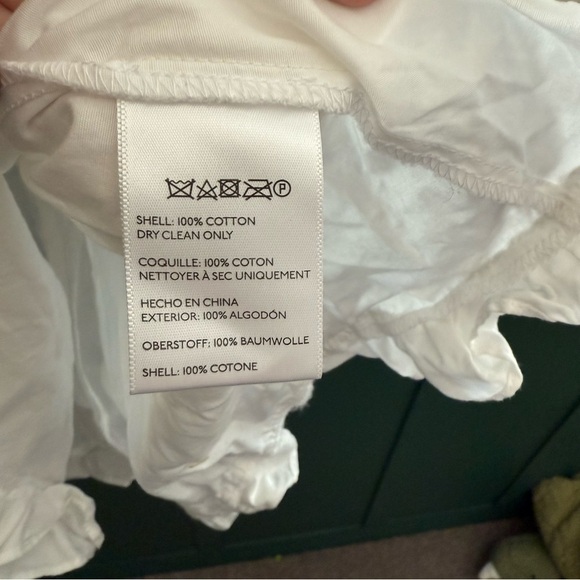 P
SHELL: 100% COTTON
DRY CLEAN ONLY
COQUILLE: 100% COTON
NETTOYER À SEC UNIQUEMENT
HECHO EN CHINA
EXTERIOR: 100% ALGODÓN
OBERSTOFF: 100% BAUMWOLLE
SHELL: 100% COTONE